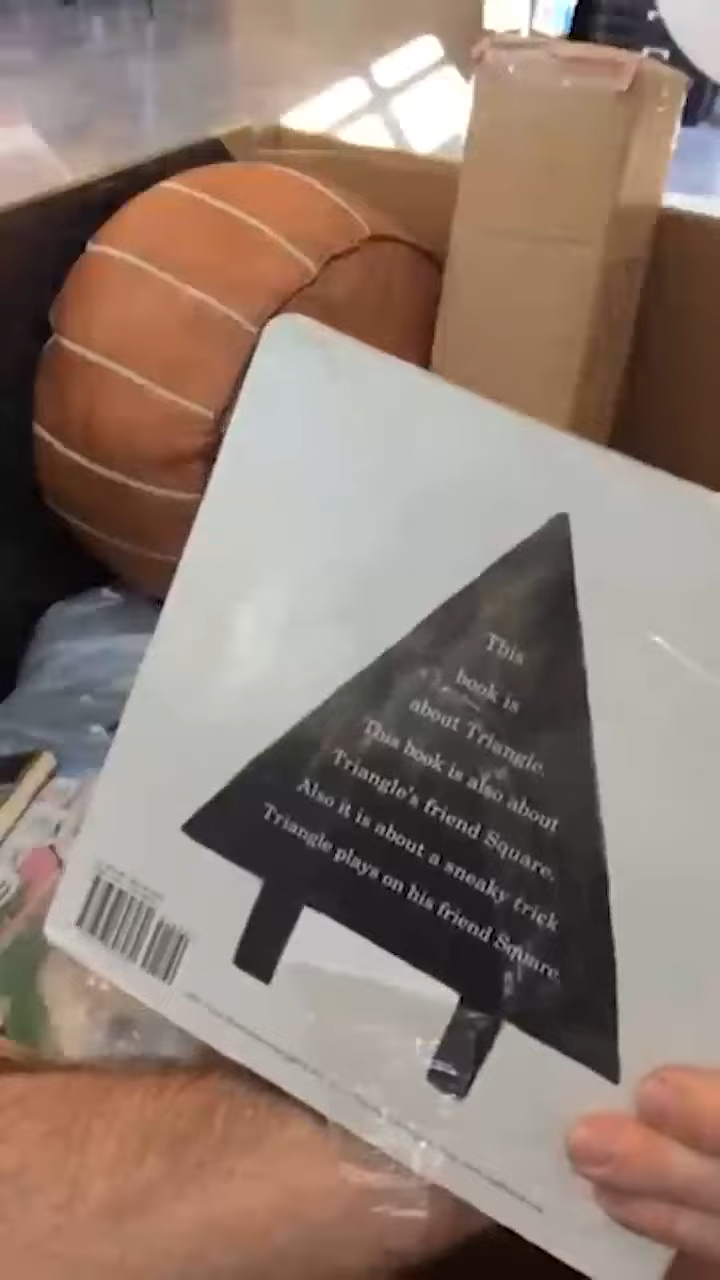 This
book is
about Triangle.
This book is also about
Triangle's friend Square.
Also it is about a sneaky trick
Triangle plays on his friend Square.